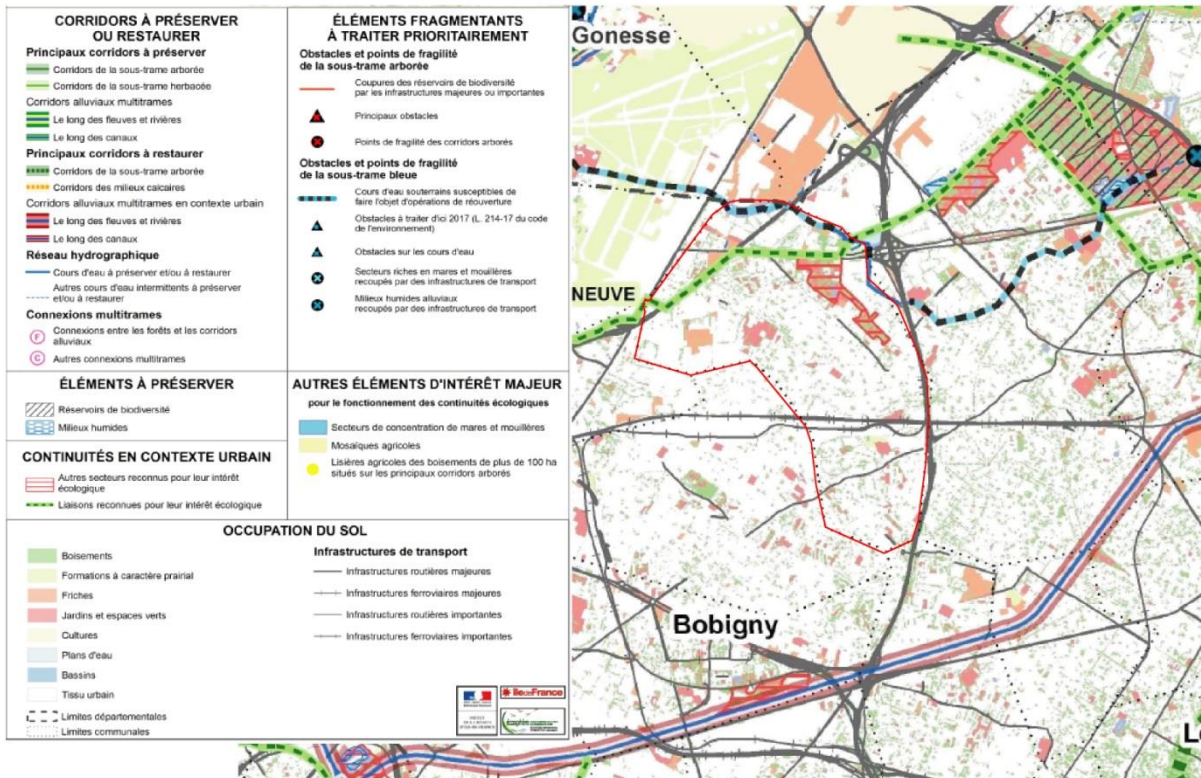 CORRIDORS À PRÉSERVER
OU RESTAURER
Principaux corridors à préserver
Corridors de la sous-trame arborée
Corridors de la sous-trame herbacée
Corridors alluviaux multitrames
Le long des fleuves et rivières
Le long des canaux
Principaux corridors à restaurer
Corridors de la sous-trame arborée
Corridors des milieux calcaires
Corridors alluviaux multitrames en contexte urbain
Le long des fleuves et rivières
Le long des canaux
Réseau hydrographique
Cours d'eau à préserver et/ou à restaurer
Autres cours d'eau intermittents à préserver
et/ou à restaurer
Connexions multitrames
F
Connexions entre les forêts et les corridors
alluviaux
C
Autres connexions multitrames
ÉLÉMENTS FRAGMENTANTS
À TRAITER PRIORITAIREMENT
Obstacles et points de fragilité
de la sous-trame arborée
Coupures des réservoirs de biodiversité
par les infrastructures majeures ou importantes
Principaux obstacles
Points de fragilité des corridors arborés
Obstacles et points de fragilité
de la sous-trame bleue
Cours d'eau souterrains susceptibles de
faire l'objet d'opérations de réouverture
Obstacles à traiter d'ici 2017 (L. 214-17 du code
de l'environnement)
Obstacles sur les cours d'eau
Secteurs riches en mares et mouillères
recoupés par des infrastructures de transport
Milieux humides alluviaux
recoupés par des infrastructures de transport
ÉLÉMENTS À PRÉSERVER
Réservoirs de biodiversité
Milieux humides
CONTINUITÉS EN CONTEXTE URBAIN
Autres secteurs reconnus pour leur intérêt
écologique
Liaisons reconnues pour leur intérêt écologique
AUTRES ÉLÉMENTS D'INTÉRÊT MAJEUR
pour le fonctionnement des continuités écologiques
Secteurs de concentration de mares et mouillères
Mosaïques agricoles
Lisières agricoles des boisements de plus de 100 ha
situés sur les principaux corridors arborés
OCCUPATION DU SOL
Boisements
Formations à caractère prairial
Friches
Jardins et espaces verts
Cultures
Plans d'eau
Bassins
Tissu urbain
Limites départementales
Limites communales
Infrastructures de transport
Infrastructures routières majeures
Infrastructures ferroviaires majeures
Infrastructures routières importantes
Infrastructures ferroviaires importantes
îledeFrance
Gonesse
NEUVE
Bobigny